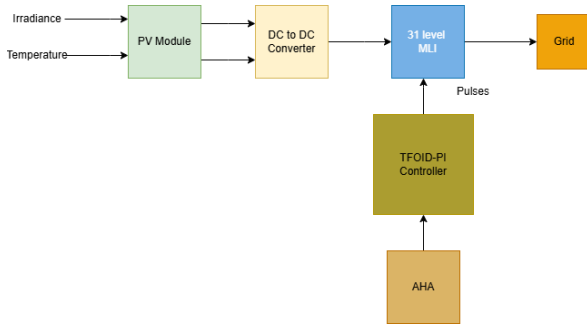 Irradiance
Temperature
PV Module
DC to DC
Converter
31 level
MLI
Grid
Pulses
TFOID-PI
Controller
AHA